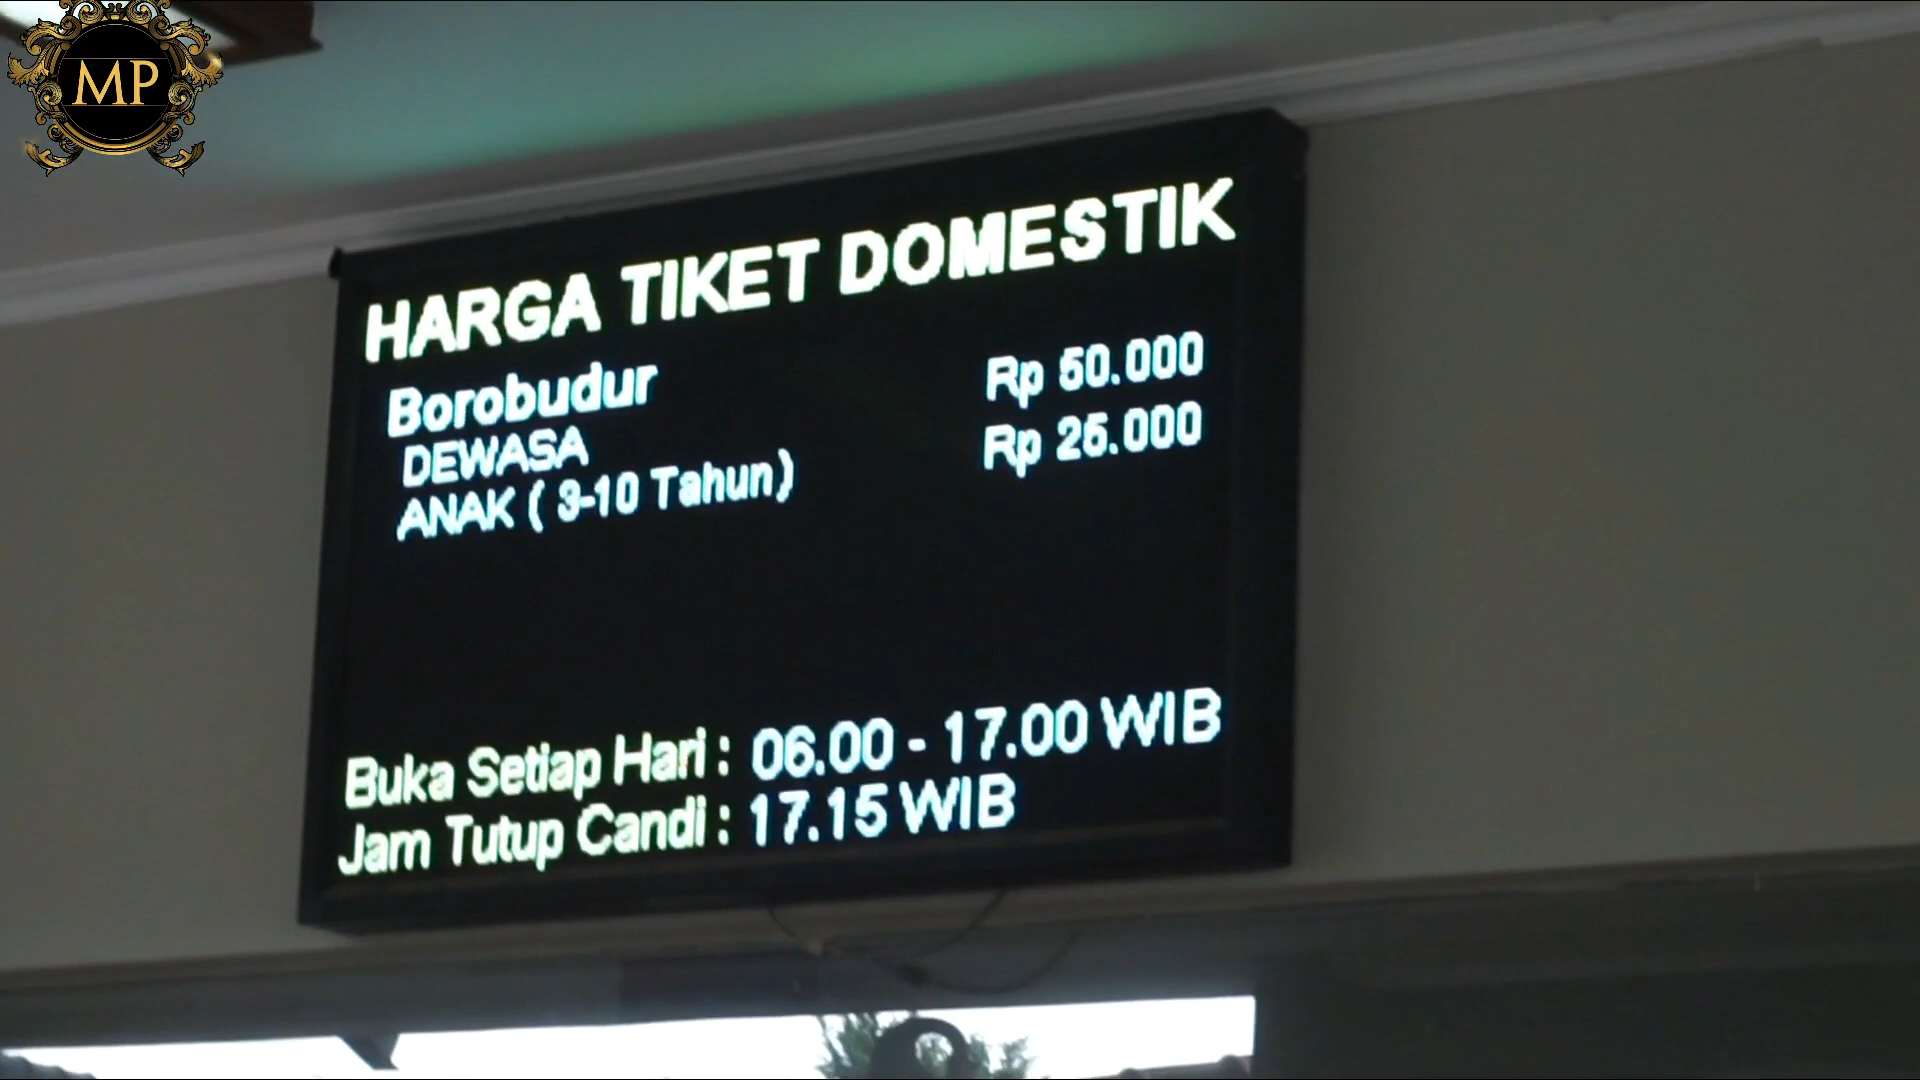 MP
HARGA TIKET DOMESTIK
Borobudur
DEWASA Rp 50.000
ANAK ( 3-10 Tahun) Rp 25.000
Buka Setiap Hari : 06.00 - 17.00 WIB
Jam Tutup Candi : 17.15 WIB